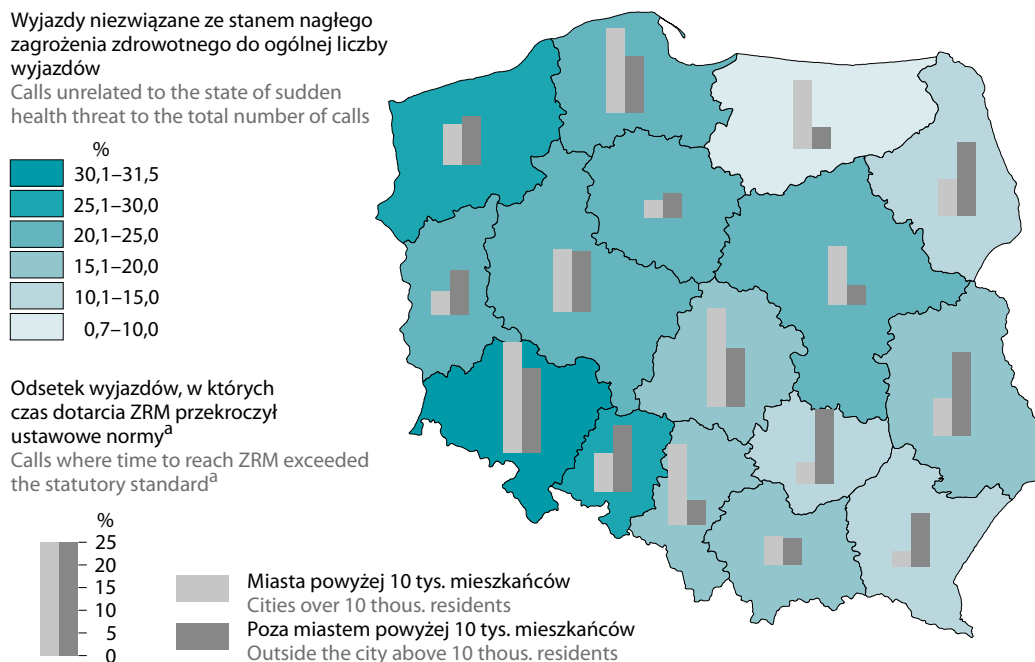 Wyjazdy niezwiązane ze stanem nagłego
zagrożenia zdrowotnego do ogólnej liczby
wyjazdów
Calls unrelated to the state of sudden
health threat to the total number of calls
%
30,1–31,5
25,1–30,0
20,1–25,0
15,1–20,0
10,1–15,0
0,7–10,0
Odsetek wyjazdów, w których
czas dotarcia ZRM przekroczył
ustawowe normyᵃ
Calls where time to reach ZRM exceeded
the statutory standardᵃ
%
25
20
15
10
5
0
Miasta powyżej 10 tys. mieszkańców
Cities over 10 thous. residents
Poza miastem powyżej 10 tys. mieszkańców
Outside the city above 10 thous. residents